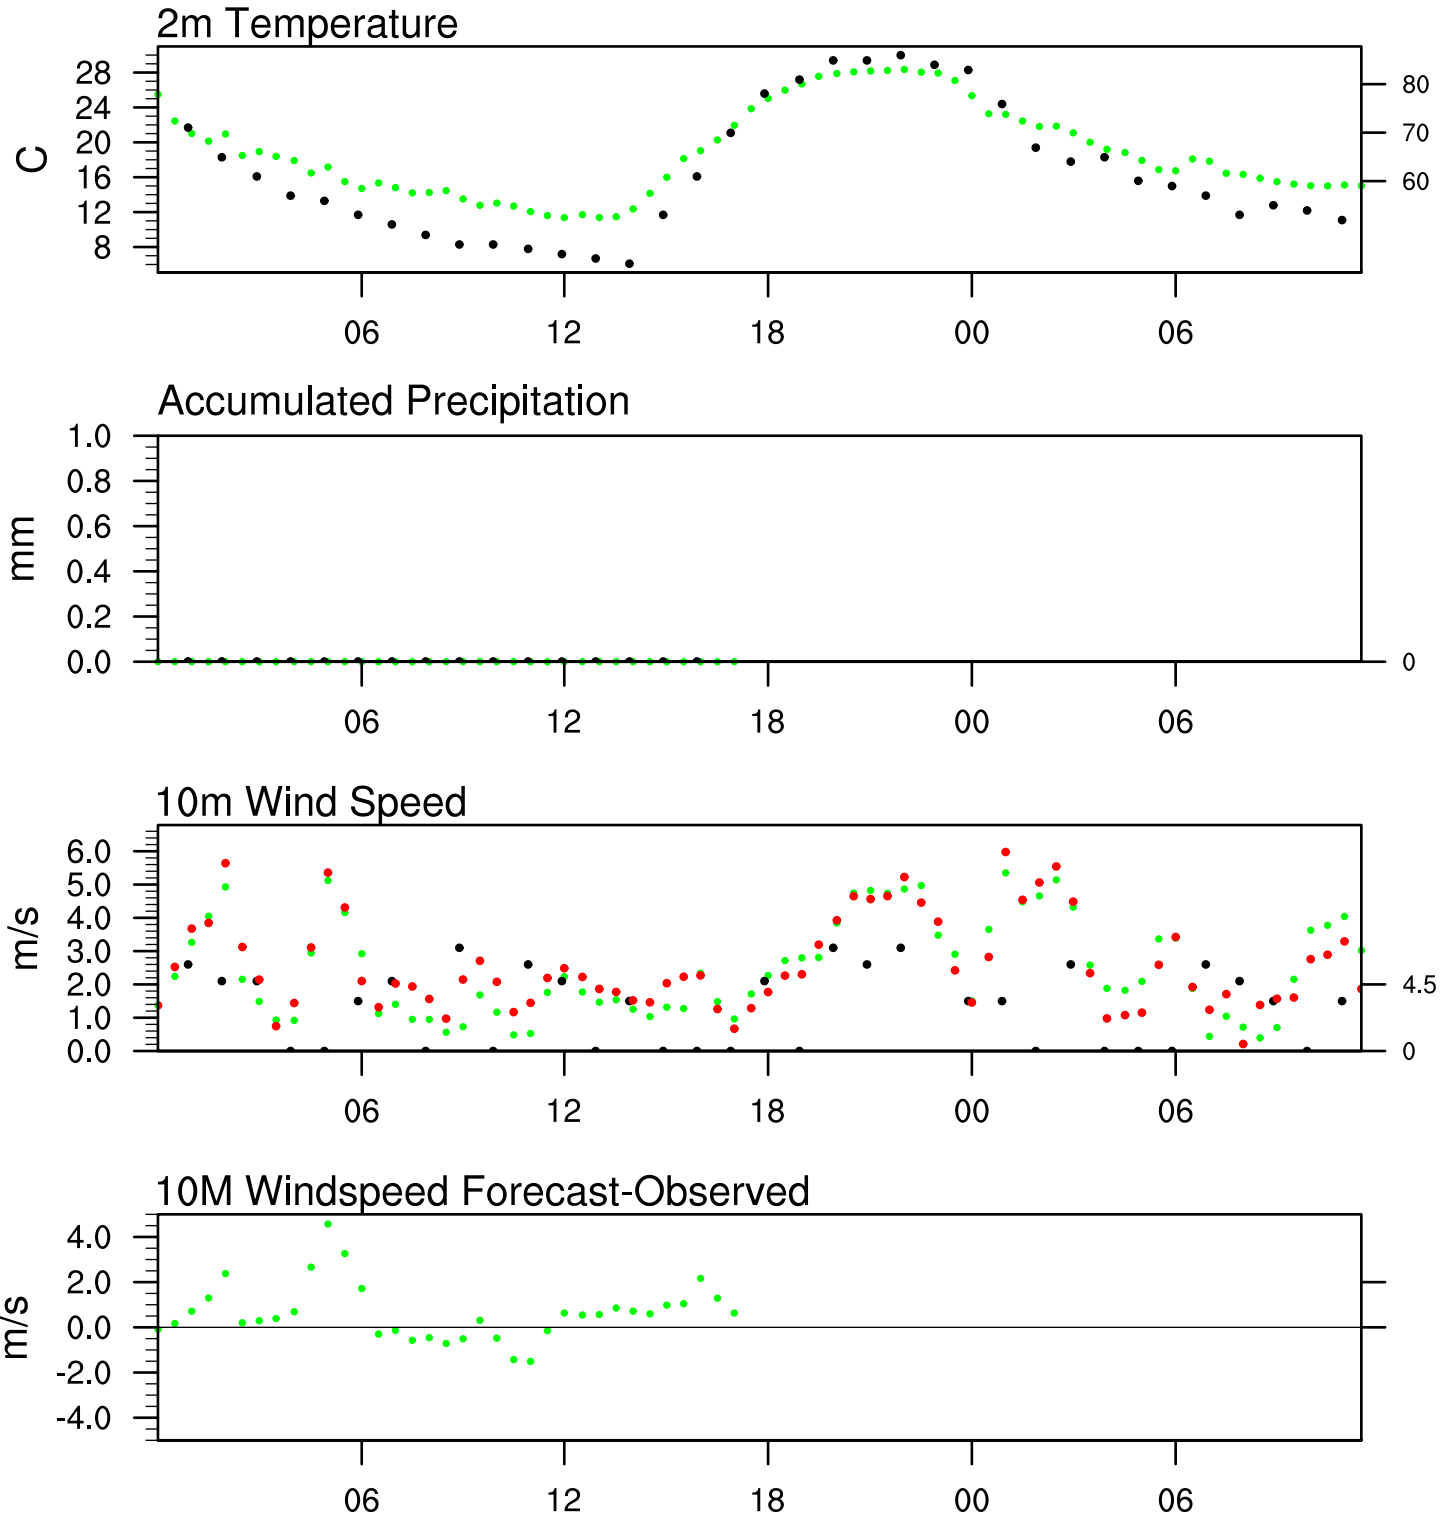 2m Temperature
28
24
20
16
12
8
C
80
70
60
06 12 18 00 06
Accumulated Precipitation
1.0
0.8
0.6
0.4
0.2
0.0
mm
0
06 12 18 00 06
10m Wind Speed
6.0
5.0
4.0
3.0
2.0
1.0
0.0
m/s
4.5
0
06 12 18 00 06
10M Windspeed Forecast-Observed
4.0
2.0
0.0
-2.0
-4.0
m/s
06 12 18 00 06